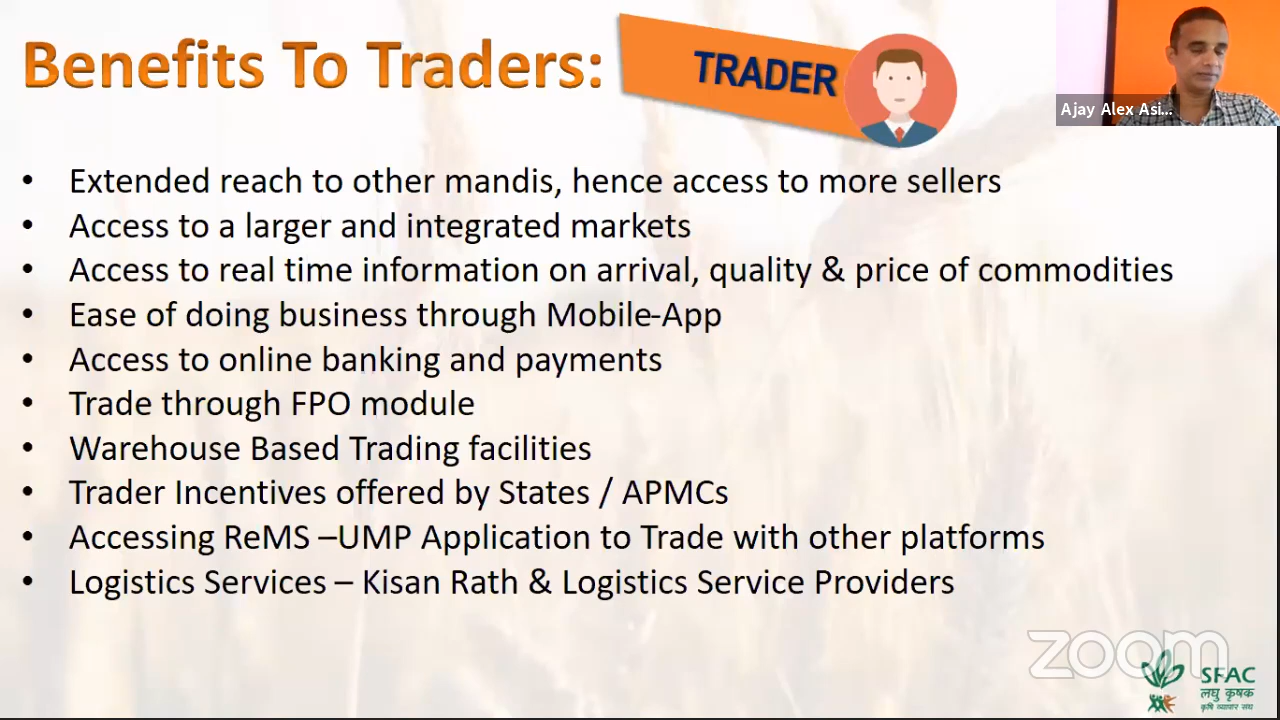 Benefits To Traders:
TRADER
Ajay Alex Asi...
• Extended reach to other mandis, hence access to more sellers
• Access to a larger and integrated markets
• Access to real time information on arrival, quality & price of commodities
• Ease of doing business through Mobile-App
• Access to online banking and payments
• Trade through FPO module
• Warehouse Based Trading facilities
• Trader Incentives offered by States / APMCs
• Accessing ReMS –UMP Application to Trade with other platforms
• Logistics Services – Kisan Rath & Logistics Service Providers
zoom
SFAC
लघु कृषक
कृषि व्यापार संघ